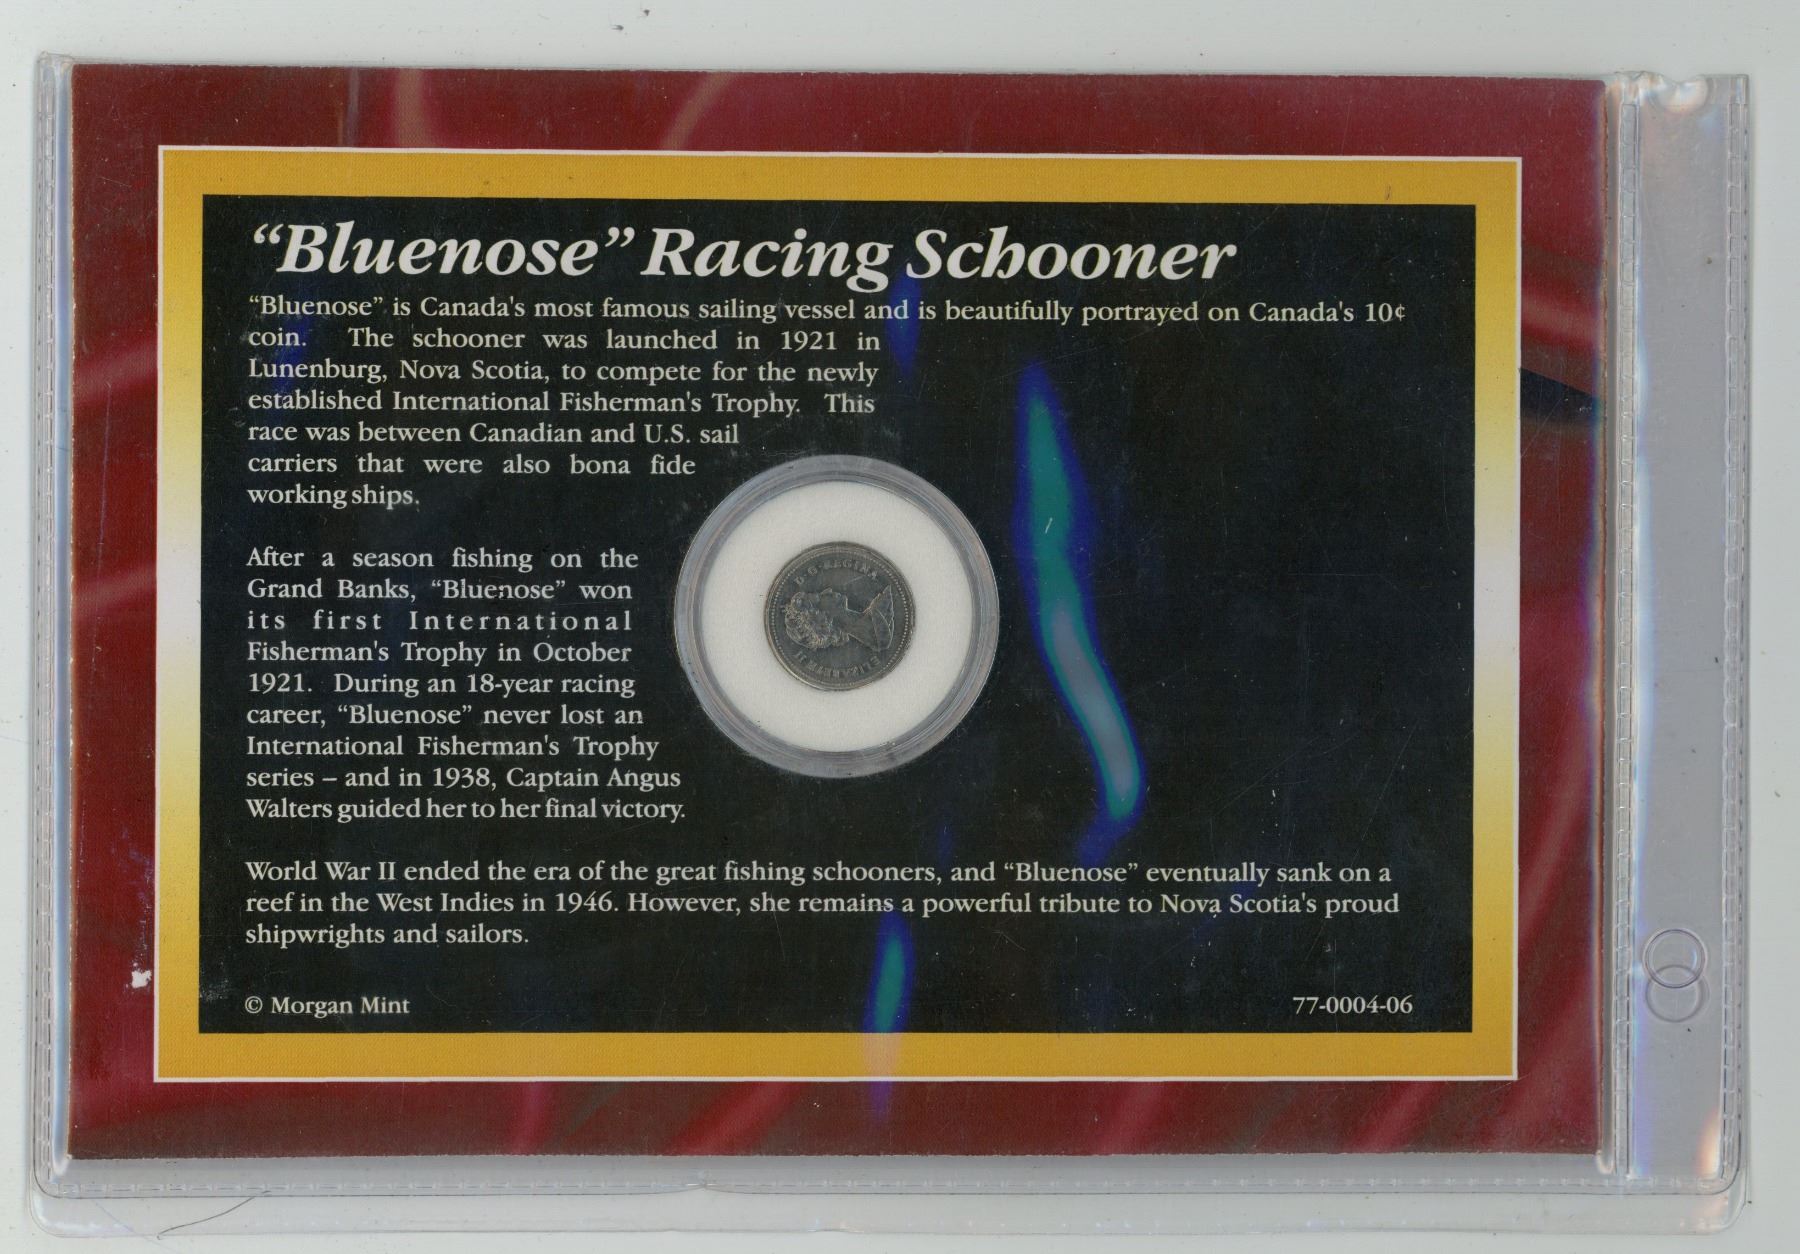 “Bluenose” Racing Schooner
“Bluenose” is Canada's most famous sailing vessel and is beautifully portrayed on Canada's 10¢
coin. The schooner was launched in 1921 in
Lunenburg, Nova Scotia, to compete for the newly
established International Fisherman's Trophy. This
race was between Canadian and U.S. sail
carriers that were also bona fide
working ships.
After a season fishing on the
Grand Banks, “Bluenose” won
its first International
Fisherman's Trophy in October
1921. During an 18-year racing
career, “Bluenose” never lost an
International Fisherman's Trophy
series – and in 1938, Captain Angus
Walters guided her to her final victory.
World War II ended the era of the great fishing schooners, and “Bluenose” eventually sank on a
reef in the West Indies in 1946. However, she remains a powerful tribute to Nova Scotia's proud
shipwrights and sailors.
© Morgan Mint
77-0004-06
ELIZABETH II
D·G·REGINA